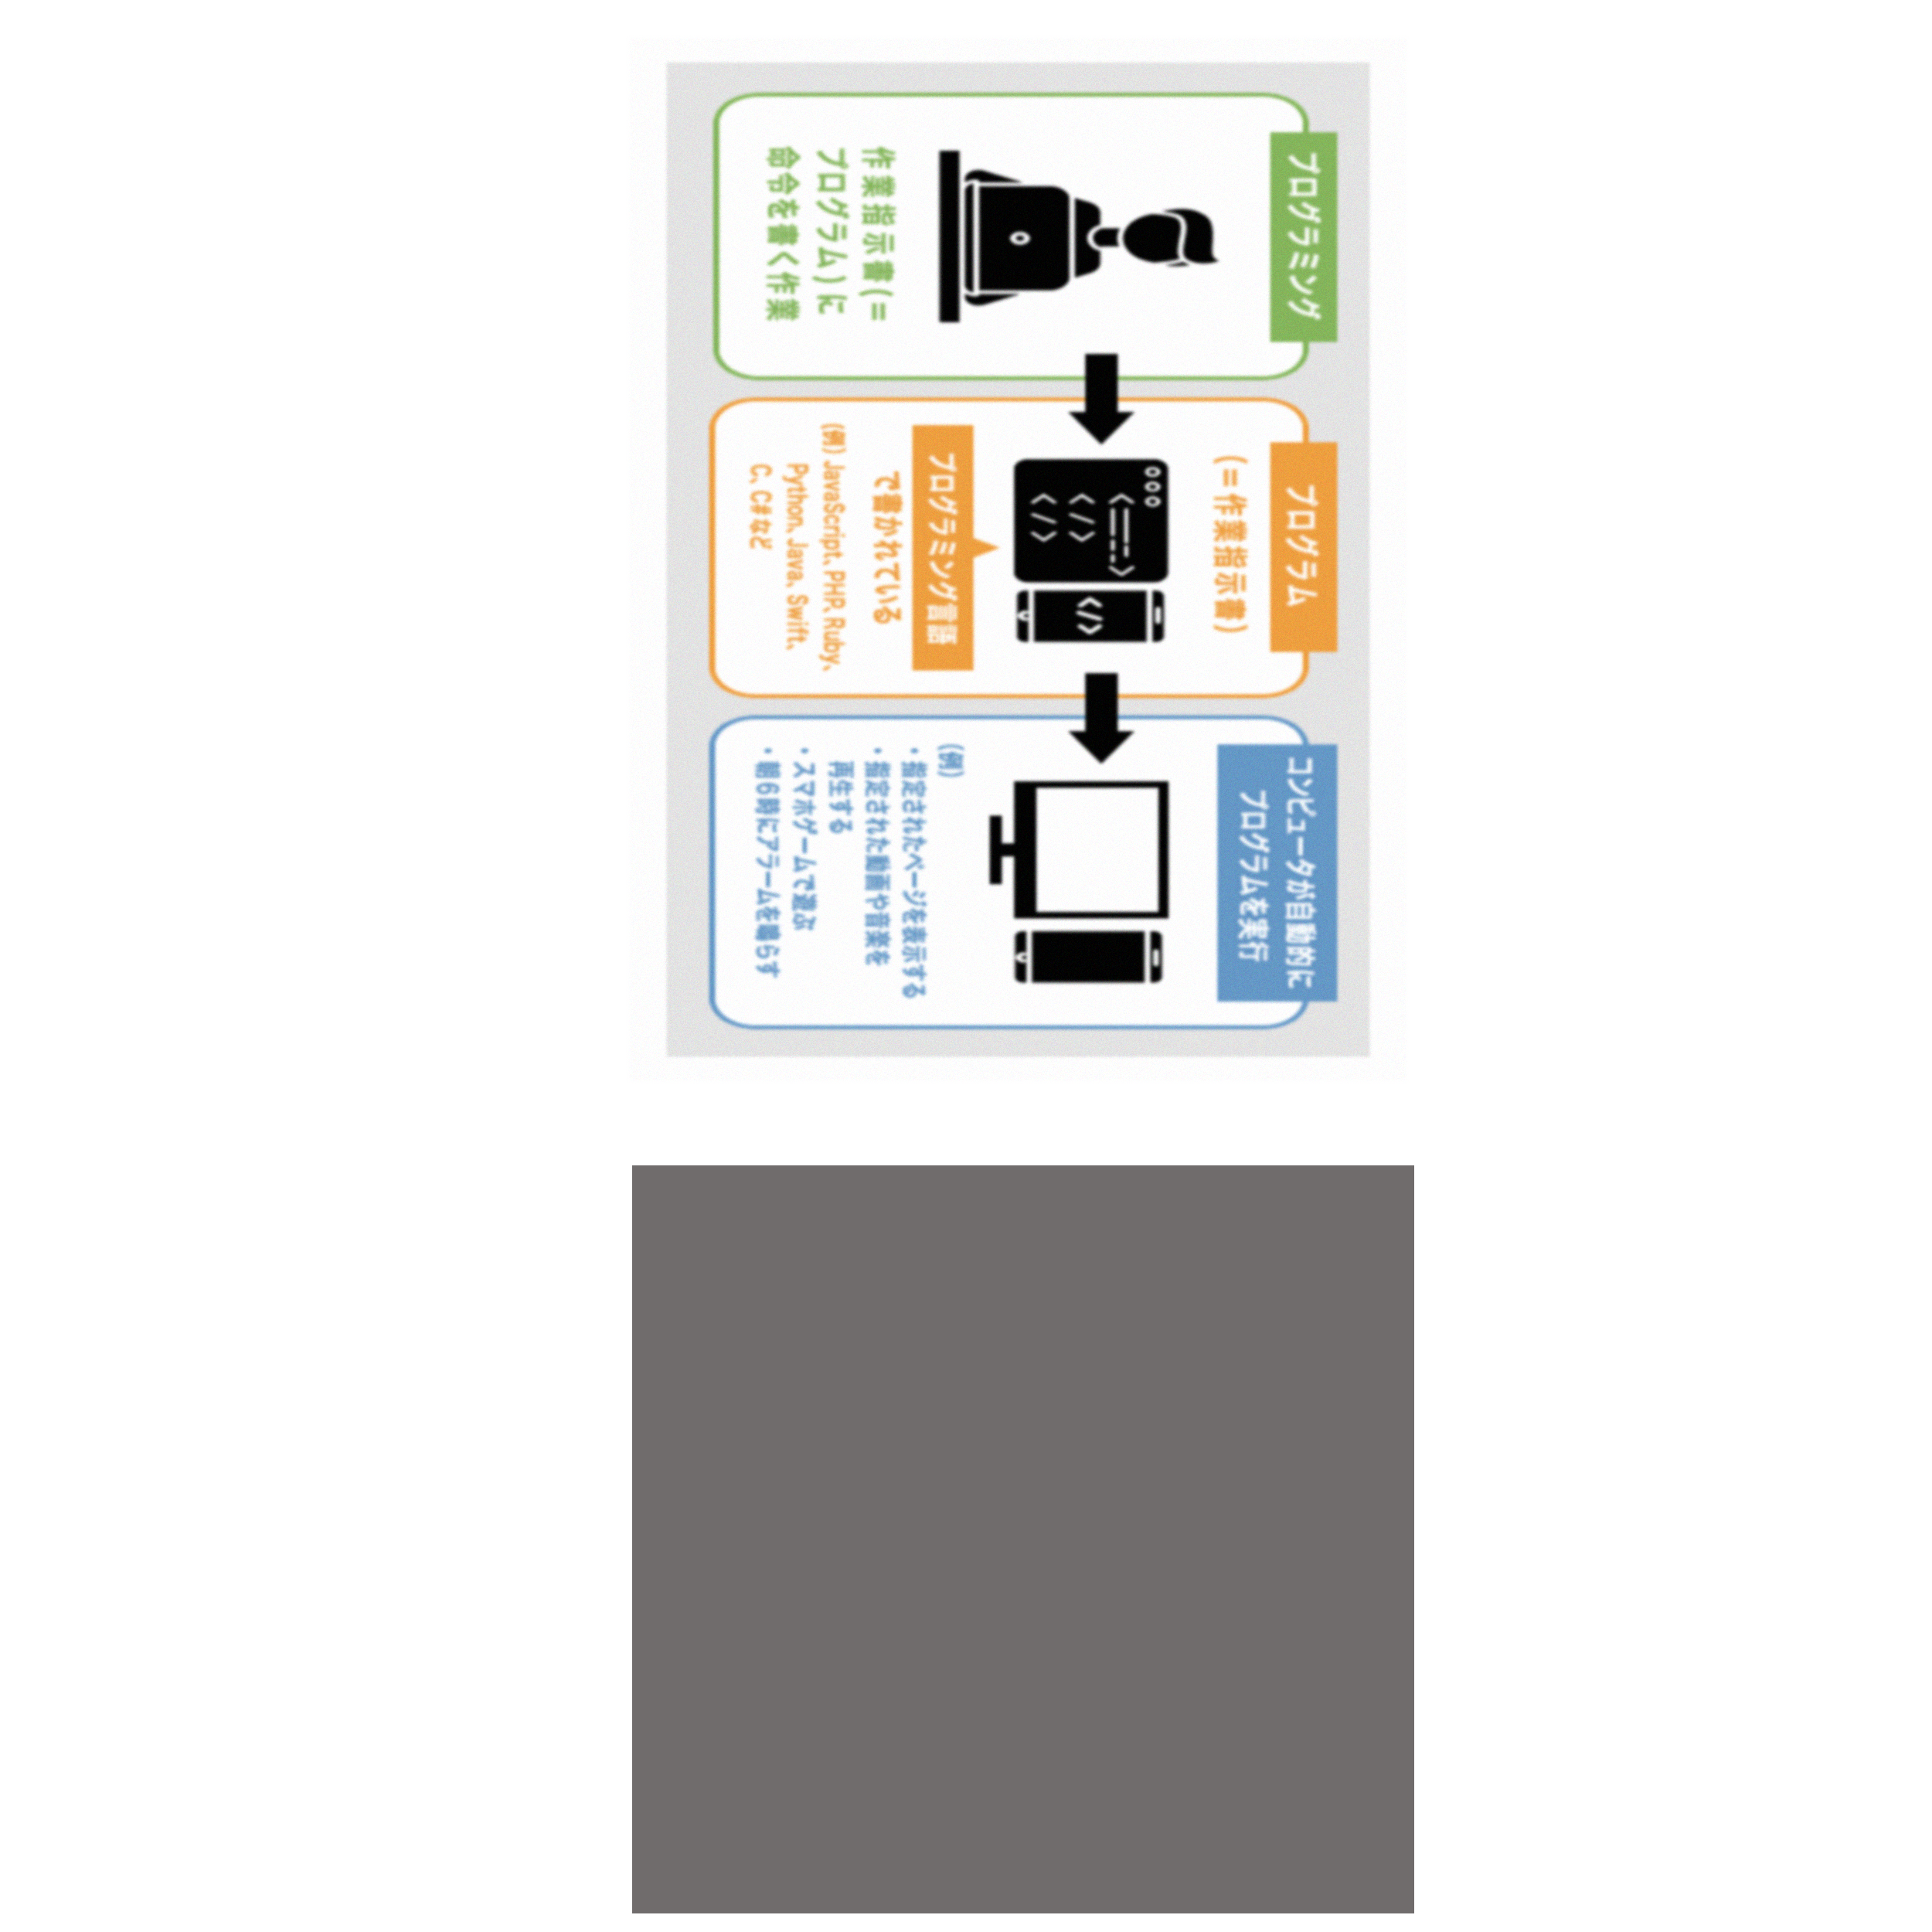 プログラミング
作業指示書(=
プログラム)に
命令を書く作業
プログラム
(=作業指示書)
プログラミング言語
で書かれている
(例) JavaScript、PHP、Ruby、
Python、Java、Swift、
C、C#など
コンピュータが自動的に
プログラムを実行
(例)
・指定されたページを表示する
・指定された動画や音楽を
再生する
・スマホゲームで遊ぶ
・朝6時にアラームを鳴らす